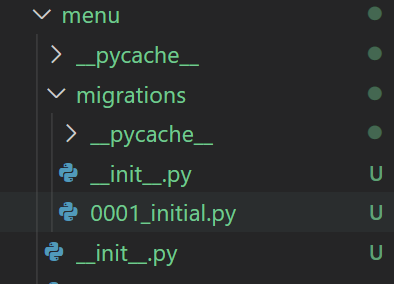 menu
__pycache__
migrations
__pycache__
__init__.py U
0001_initial.py U
__init__.py U